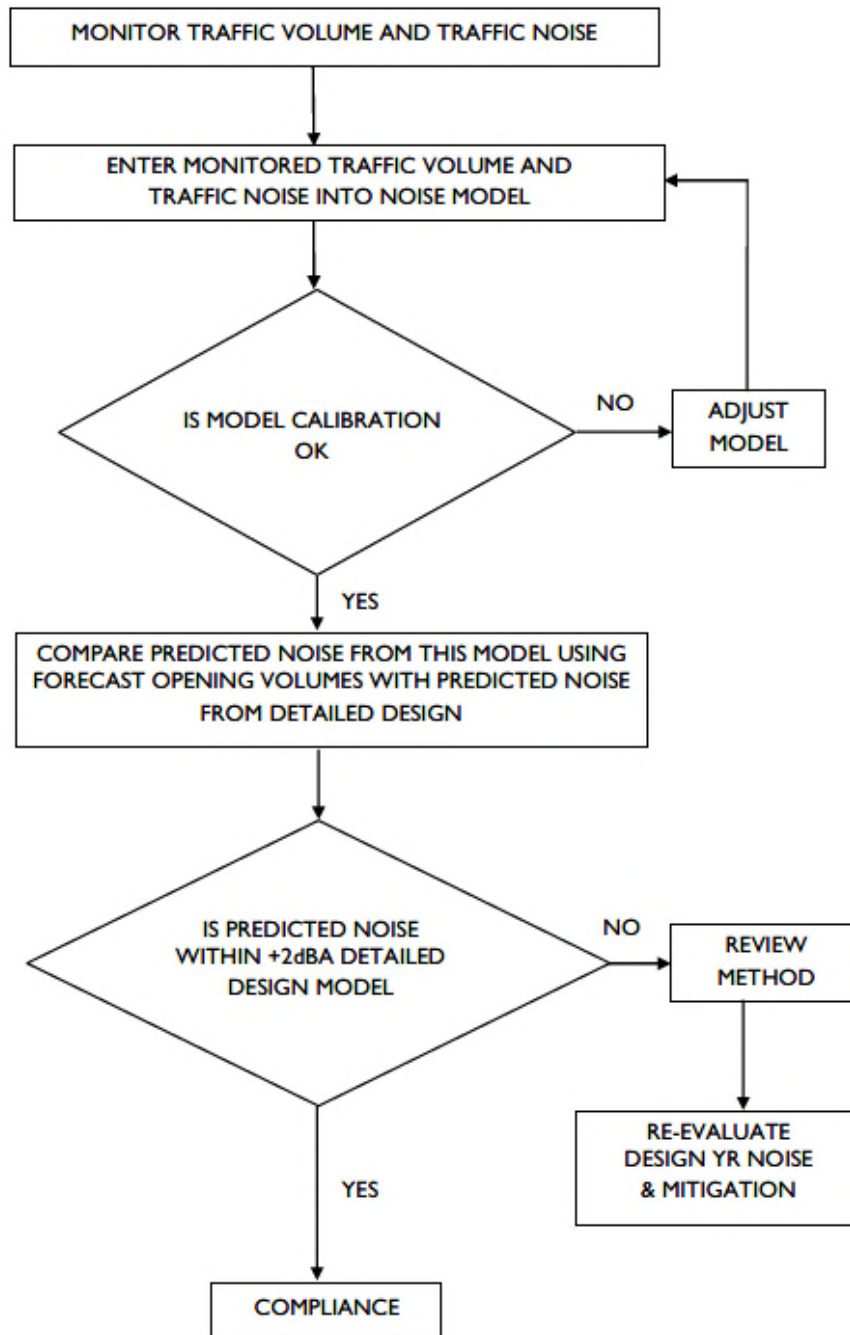 MONITOR TRAFFIC VOLUME AND TRAFFIC NOISE
ENTER MONITORED TRAFFIC VOLUME AND
TRAFFIC NOISE INTO NOISE MODEL
IS MODEL CALIBRATION
OK
NO
ADJUST
MODEL
YES
COMPARE PREDICTED NOISE FROM THIS MODEL USING
FORECAST OPENING VOLUMES WITH PREDICTED NOISE
FROM DETAILED DESIGN
IS PREDICTED NOISE
WITHIN +2dBA DETAILED
DESIGN MODEL
NO
REVIEW
METHOD
RE-EVALUATE
DESIGN YR NOISE
& MITIGATION
YES
COMPLIANCE